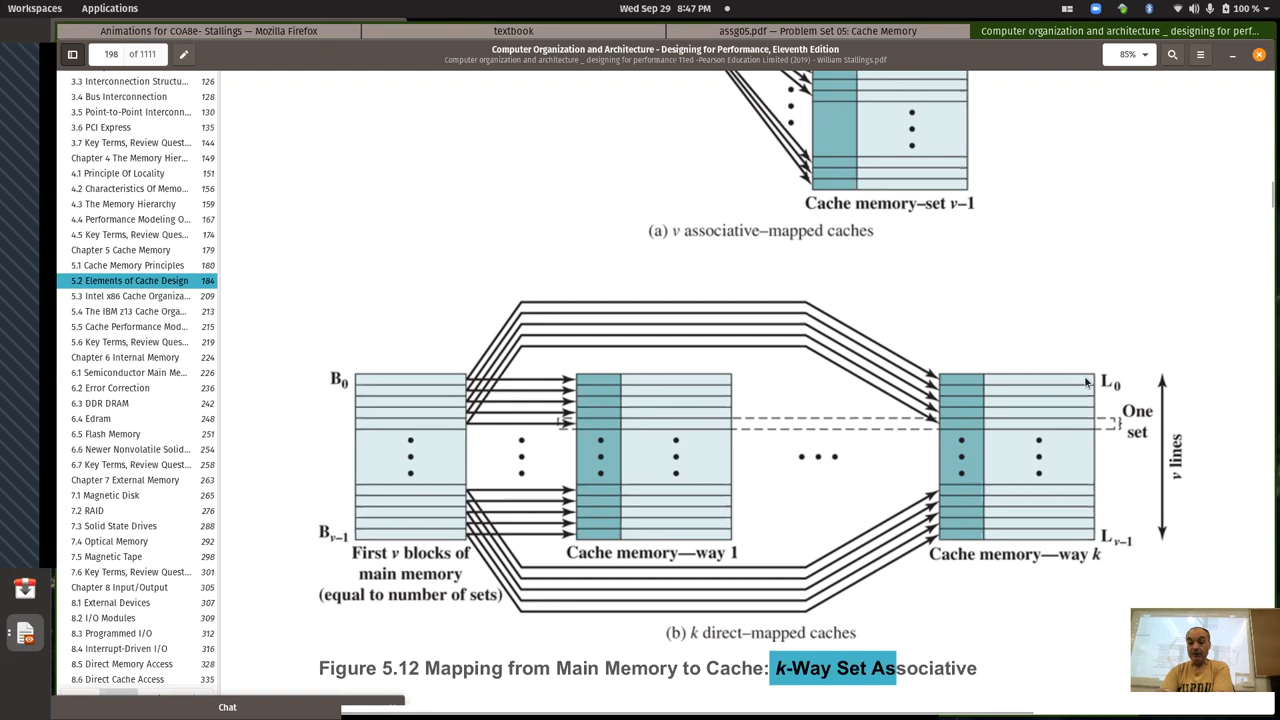 Workspaces Applications Wed Sep 29 8:47 PM 100 %
Animations for COA8e- Stallings — Mozilla Firefox textbook assg05.pdf — Problem Set 05: Cache Memory Computer organization and architecture _ designing for perf...
198 of 1111 Computer Organization and Architecture - Designing for Performance, Eleventh Edition 85%
Computer organization and architecture _ designing for performance 11ed -Pearson Education Limited (2019) - William Stallings.pdf
3.3 Interconnection Structu... 126
3.4 Bus Interconnection 128
3.5 Point-to-Point Interconn... 130
3.6 PCI Express 135
3.7 Key Terms, Review Quest... 144
Chapter 4 The Memory Hier... 149
4.1 Principle Of Locality 151
4.2 Characteristics Of Memo... 156
4.3 The Memory Hierarchy 159
4.4 Performance Modeling O... 167
4.5 Key Terms, Review Quest... 174
Chapter 5 Cache Memory 179
5.1 Cache Memory Principles 180
5.2 Elements of Cache Design 184
5.3 Intel x86 Cache Organiza... 209
5.4 The IBM z13 Cache Orga... 213
5.5 Cache Performance Mod... 215
5.6 Key Terms, Review Quest... 219
Chapter 6 Internal Memory 224
6.1 Semiconductor Main Me... 226
6.2 Error Correction 236
6.3 DDR DRAM 242
6.4 Edram 244
6.5 Flash Memory 251
6.6 Newer Nonvolatile Solid... 254
6.7 Key Terms, Review Quest... 258
Chapter 7 External Memory 263
7.1 Magnetic Disk 265
7.2 RAID 276
7.3 Solid State Drives 288
7.4 Optical Memory 292
7.5 Magnetic Tape 298
7.6 Key Terms, Review Quest... 301
Chapter 8 Input/Output 305
8.1 External Devices 307
8.2 I/O Modules 309
8.3 Programmed I/O 312
8.4 Interrupt-Driven I/O 316
8.5 Direct Memory Access 328
8.6 Direct Cache Access 335
Chat
Cache memory–set v–1
(a) v associative–mapped caches
B0
L0
One
set
v lines
Bv–1
Lv–1
First v blocks of
main memory
(equal to number of sets)
Cache memory—way 1
Cache memory—way k
(b) k direct–mapped caches
Figure 5.12 Mapping from Main Memory to Cache: k-Way Set Associative